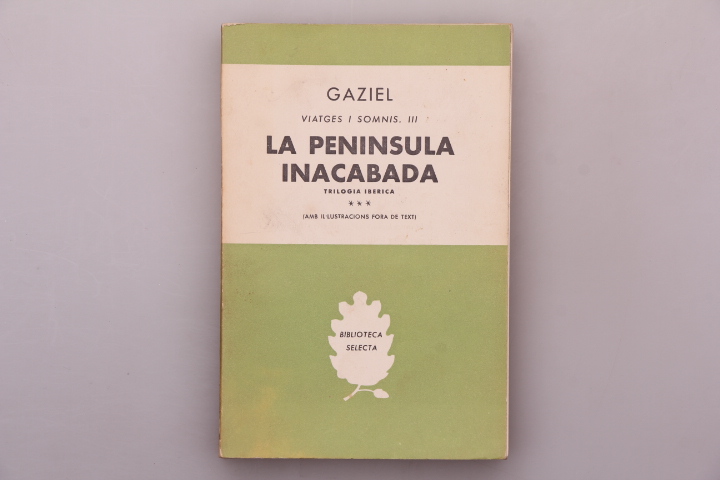 GAZIEL
VIATGES I SOMNIS. III
LA PENINSULA
INACABADA
TRILOGIA IBERICA
***
(AMB IL·LUSTRACIONS FORA DE TEXT)
BIBLIOTECA
SELECTA